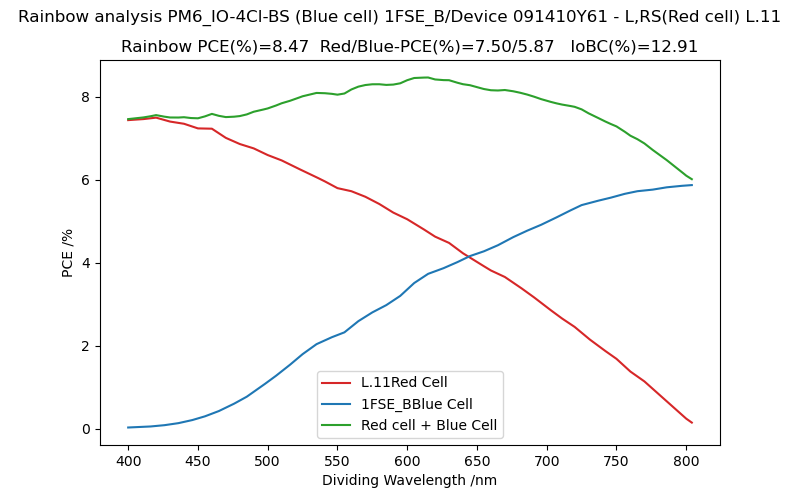 Rainbow analysis PM6_IO-4Cl-BS (Blue cell) 1FSE_B/Device 091410Y61 - L,RS(Red cell) L.11
Rainbow PCE(%)=8.47  Red/Blue-PCE(%)=7.50/5.87   IoBC(%)=12.91
PCE /%
8
6
4
2
0
L.11Red Cell
1FSE_BBlue Cell
Red cell + Blue Cell
400 450 500 550 600 650 700 750 800
Dividing Wavelength /nm